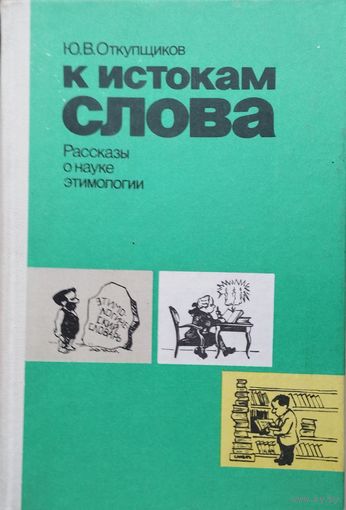 Ю.В.Откупщиков
К ИСТОКАМ
СЛОВА
Рассказы
о науке
этимологии
ЭТИМО-
ЛОГИЧЕ-
СКИЙ
СЛОВАРЬ